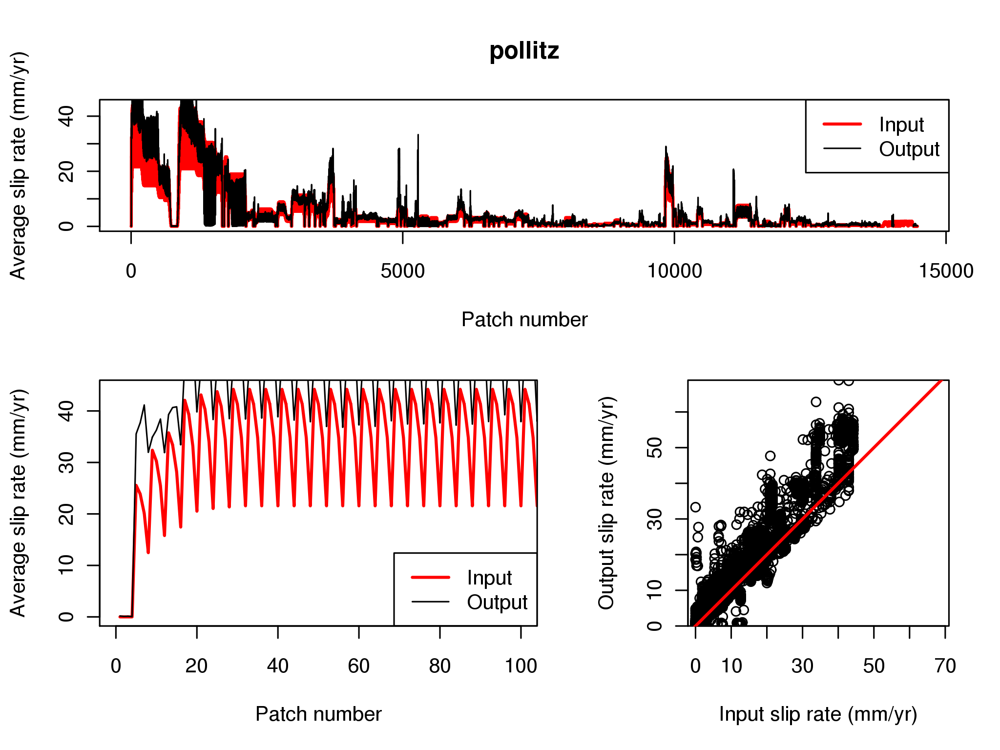 pollitz
Average slip rate (mm/yr)
40
20
0
Input
Output
0 5000 10000 15000
Patch number
Average slip rate (mm/yr)
40
30
20
10
0
Input
Output
0 20 40 60 80 100
Patch number
Output slip rate (mm/yr)
50
30
10
0
0 10 30 50 70
Input slip rate (mm/yr)